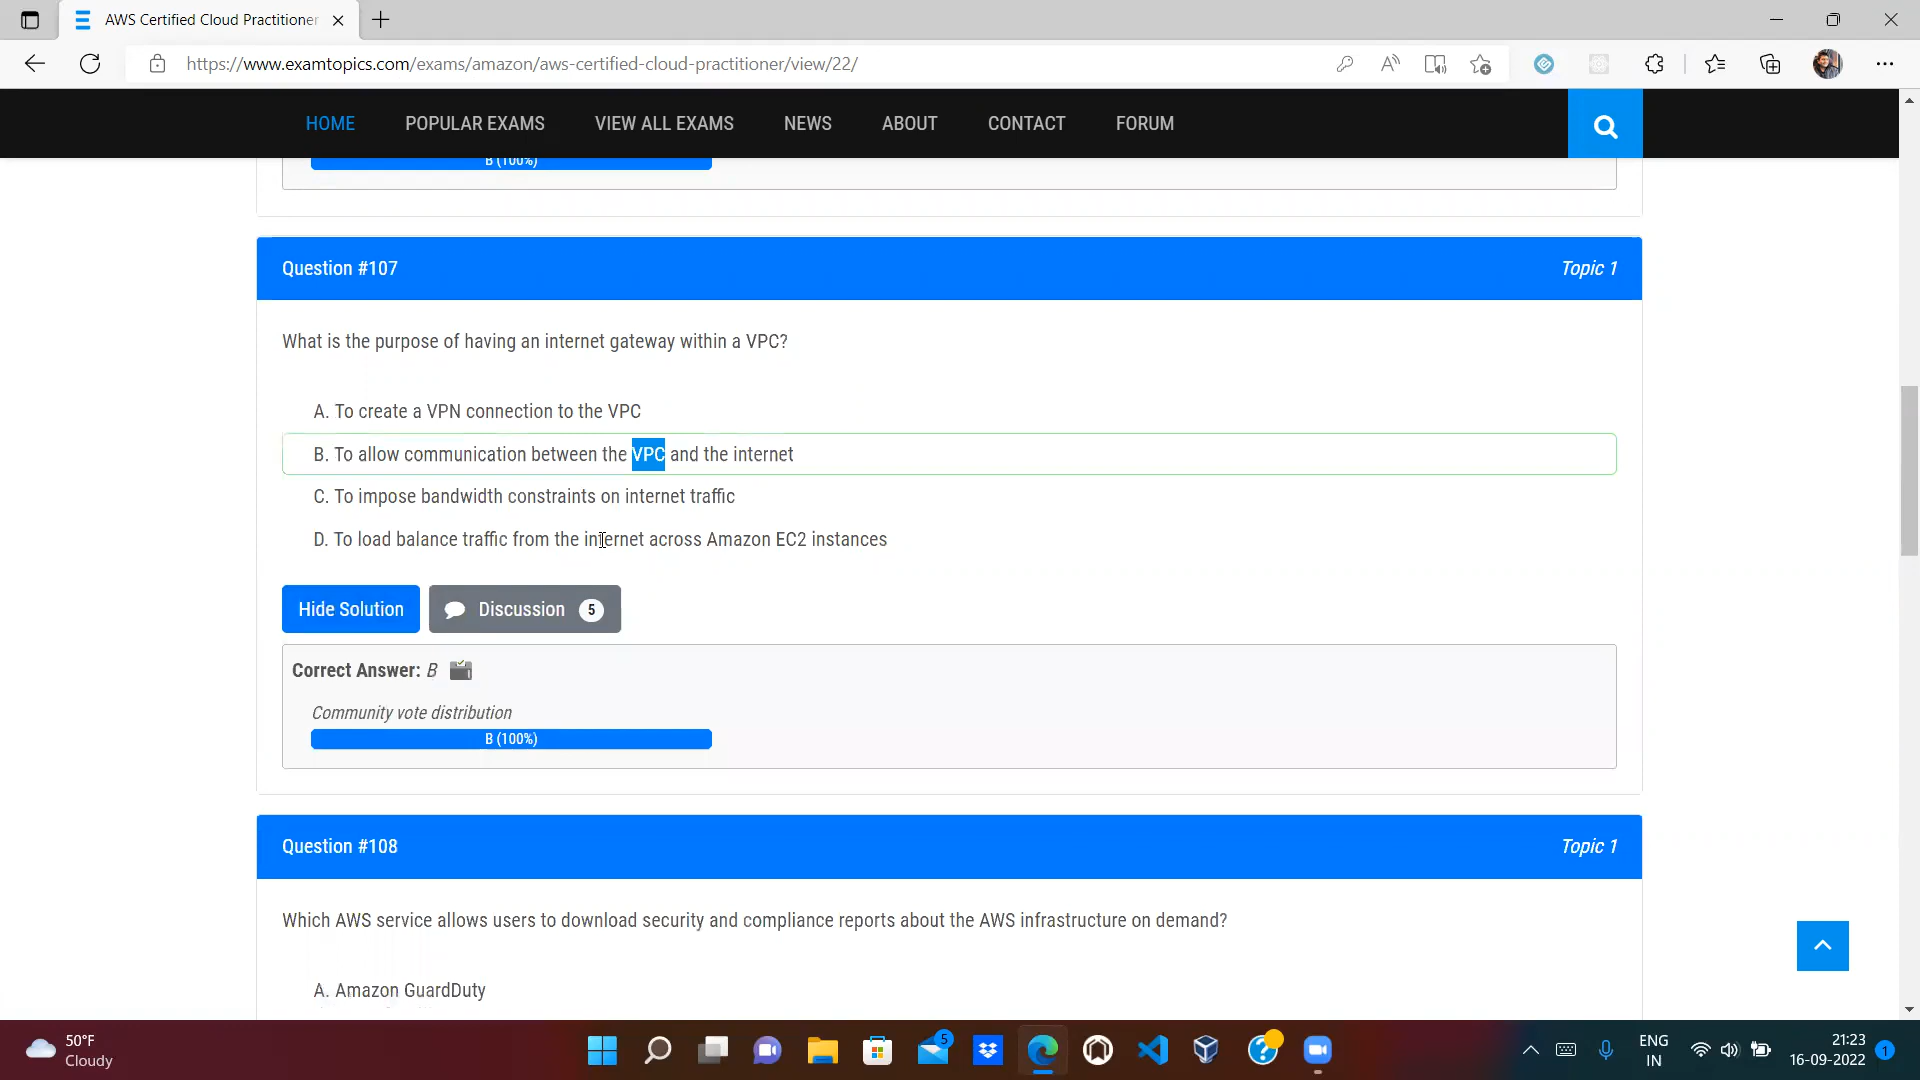 AWS Certified Cloud Practitioner
https://www.examtopics.com/exams/amazon/aws-certified-cloud-practitioner/view/22/
HOME POPULAR EXAMS VIEW ALL EXAMS NEWS ABOUT CONTACT FORUM
B (100%)
Question #107 Topic 1
What is the purpose of having an internet gateway within a VPC?
A. To create a VPN connection to the VPC
B. To allow communication between the VPC and the internet
C. To impose bandwidth constraints on internet traffic
D. To load balance traffic from the internet across Amazon EC2 instances
Hide Solution Discussion 5
Correct Answer: B
Community vote distribution
B (100%)
Question #108 Topic 1
Which AWS service allows users to download security and compliance reports about the AWS infrastructure on demand?
A. Amazon GuardDuty
50°F
Cloudy
5
ENG
IN
21:23
16-09-2022
1